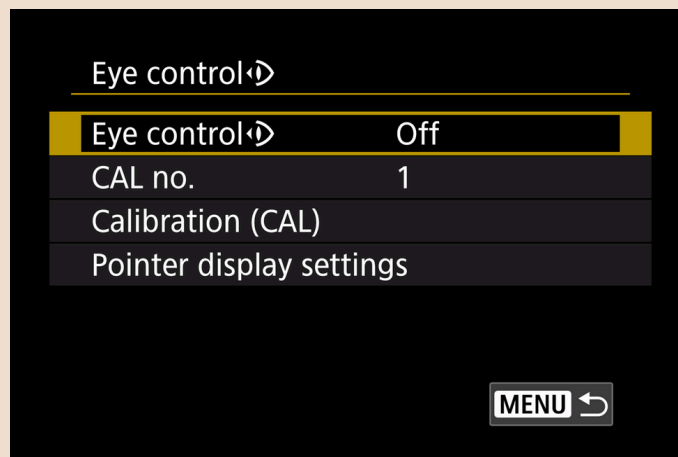 Eye control
Eye control Off
CAL no. 1
Calibration (CAL)
Pointer display settings
MENU